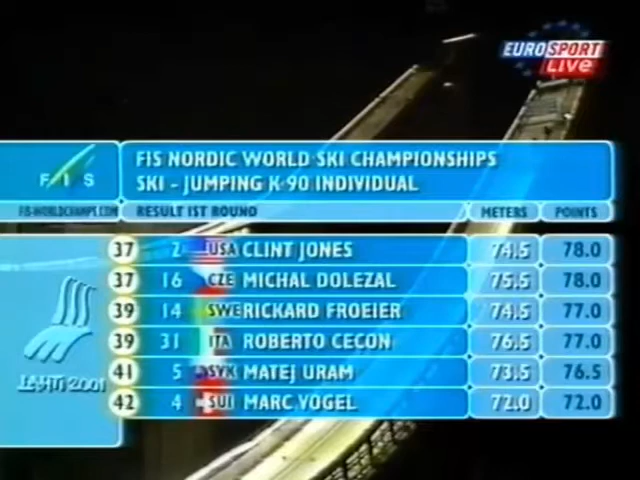 EUROSPORT
LIVE
FIS NORDIC WORLD SKI CHAMPIONSHIPS
FIS
SKI - JUMPING K 90 INDIVIDUAL
FIS-WORLDCHAMPS.COM RESULT 1ST ROUND METERS POINTS
37 2 USA CLINT JONES 74.5 78.0
37 16 CZE MICHAL DOLEZAL 75.5 78.0
39 14 SWE RICKARD FROEIER 74.5 77.0
39 31 ITA ROBERTO CECON 76.5 77.0
41 5 SVK MATEJ URAM 73.5 76.5
LAHTI 2001
42 4 SUI MARC VOGEL 72.0 72.0